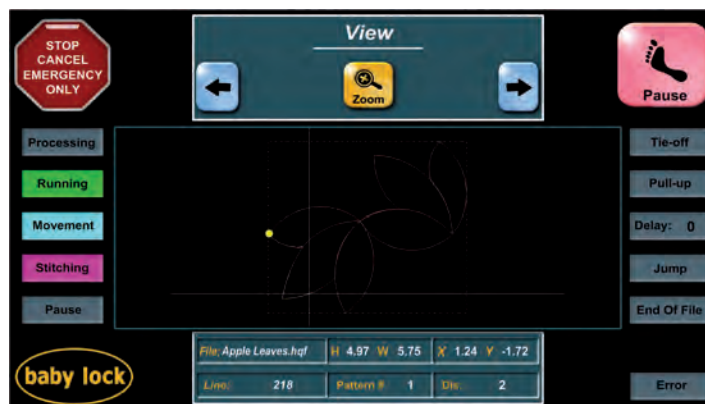 STOP
CANCEL
EMERGENCY
ONLY
View
Zoom
Pause
Processing
Running
Movement
Stitching
Pause
Tie-off
Pull-up
Delay: 0
Jump
End Of File
File: Apple Leaves.hqf H 4.97 W 5.75 X 1.24 Y -1.72
Line: 218 Pattern # 1 Dis: 2
baby lock
Error